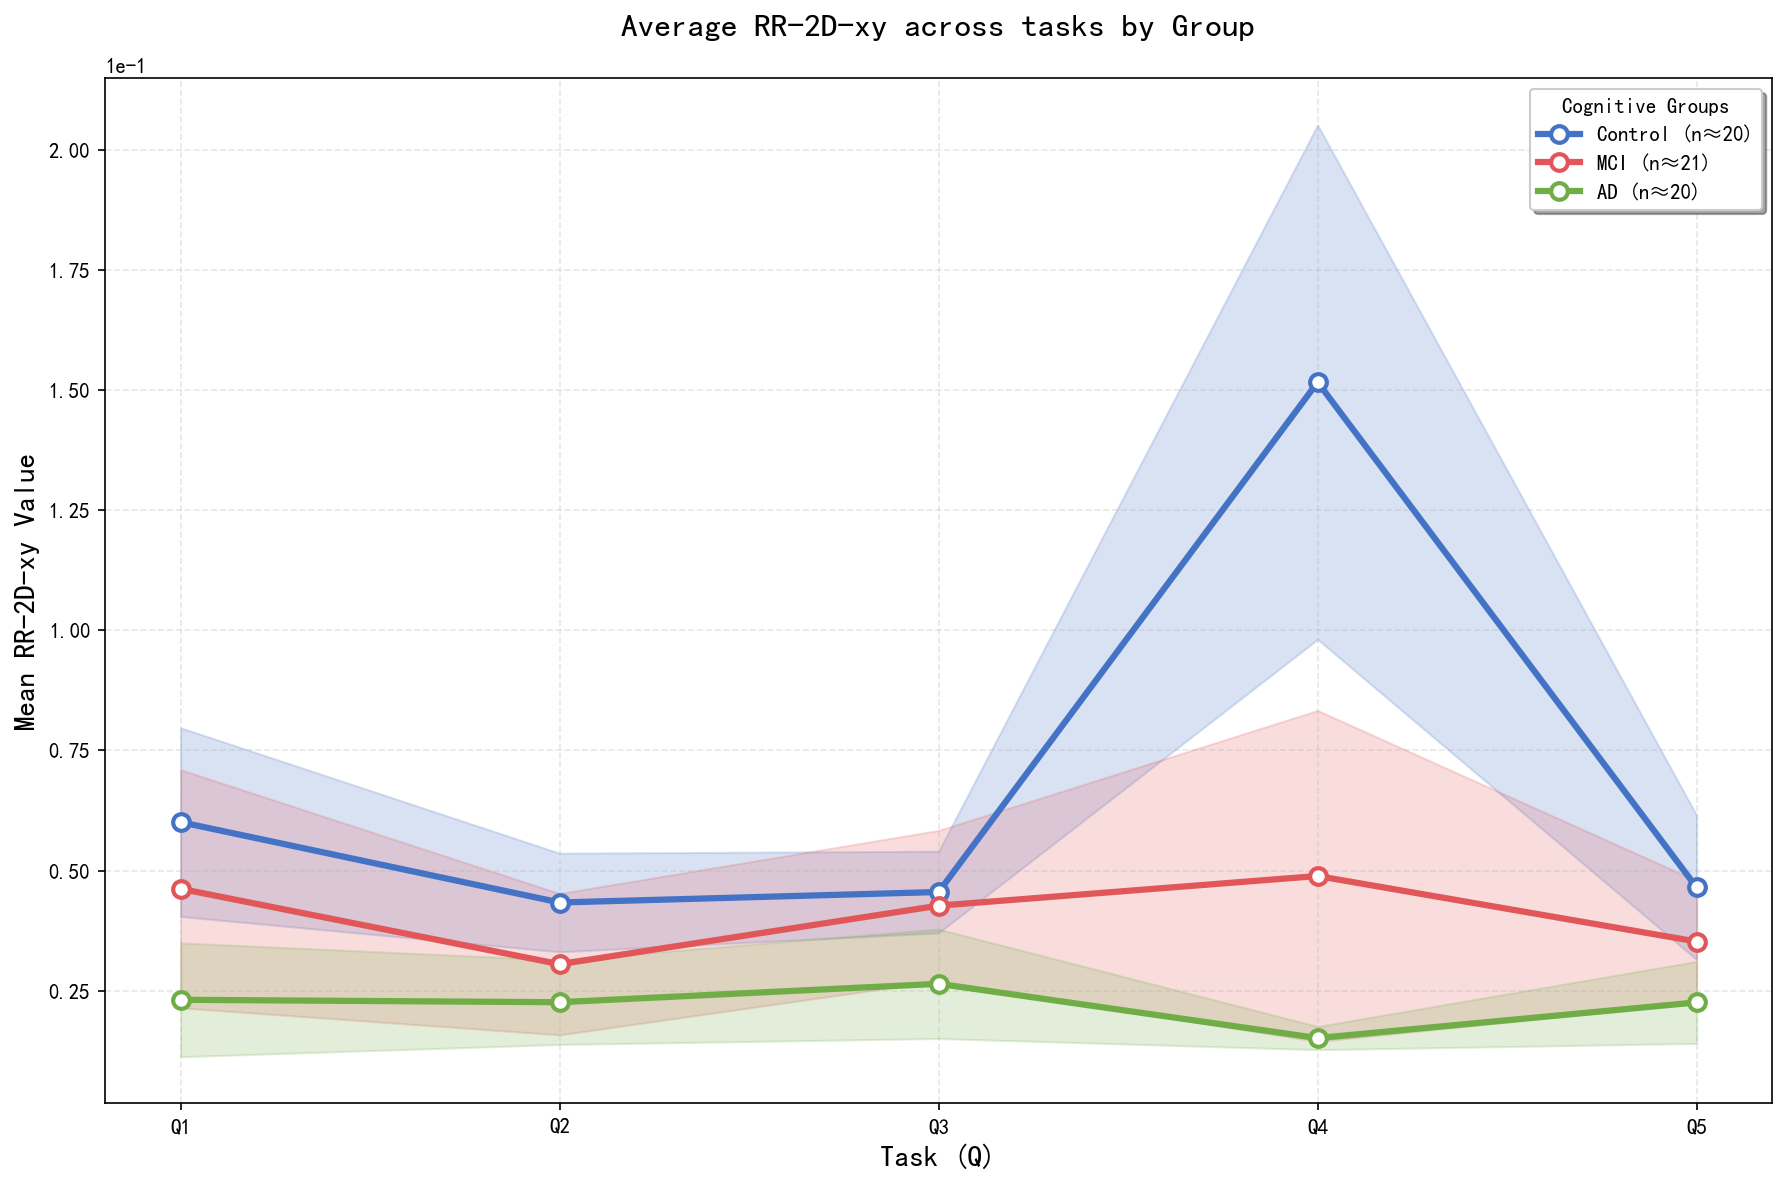 Average RR-2D-xy across tasks by Group
1e-1
Cognitive Groups
Control (n≈20)
MCI (n≈21)
AD (n≈20)
2.00
1.75
1.50
1.25
1.00
0.75
0.50
0.25
Mean RR-2D-xy Value
Q1 Q2 Q3 Q4 Q5
Task (Q)